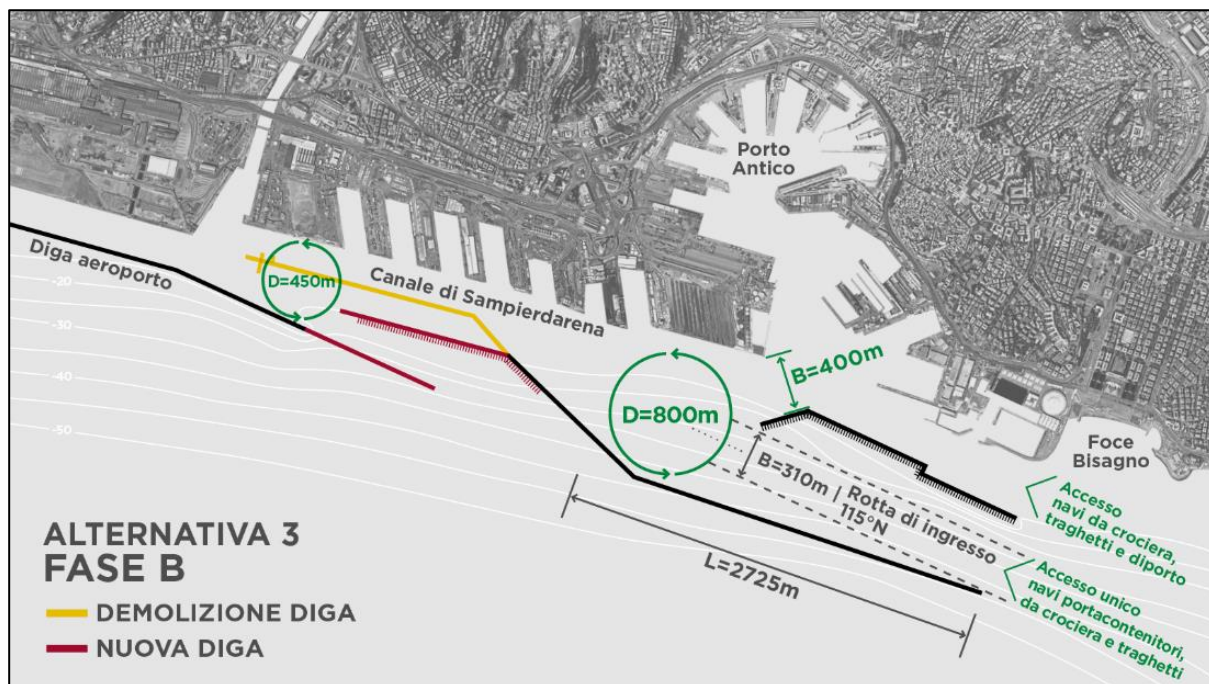 Porto
Antico
Diga aeroporto
D=450m
Canale di Sampierdarena
-20
-30
-40
-50
D=800m
B=400m
B=310m
Rotta di ingresso
115°N
Foce
Bisagno
Accesso
navi da crociera,
traghetti e diporto
Accesso unico
navi portacontenitori,
da crociera e traghetti
L=2725m
ALTERNATIVA 3
FASE B
DEMOLIZIONE DIGA
NUOVA DIGA